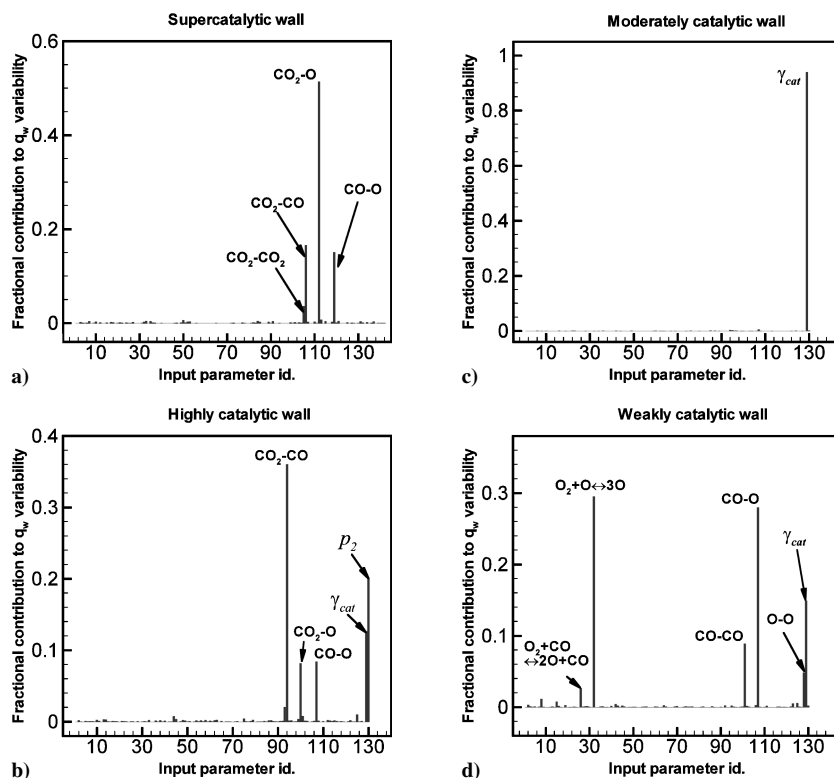 Supercatalytic wall
Fractional contribution to q_w variability
0.6
0.4
0.2
0
CO₂-O
CO₂-CO
CO-O
CO₂-CO₂
10 30 50 70 90 110 130
Input parameter id.
a)
Moderately catalytic wall
Fractional contribution to q_w variability
1
0.8
0.6
0.4
0.2
0
γ_cat
10 30 50 70 90 110 130
Input parameter id.
c)
Highly catalytic wall
Fractional contribution to q_w variability
0.4
0.3
0.2
0.1
0
CO₂-CO
p₂
γ_cat
CO₂-O
CO-O
10 30 50 70 90 110 130
Input parameter id.
b)
Weakly catalytic wall
Fractional contribution to q_w variability
0.3
0.2
0.1
0
O₂+O↔3O
CO-O
γ_cat
O-O
CO-CO
O₂+CO
↔2O+CO
10 30 50 70 90 110 130
Input parameter id.
d)